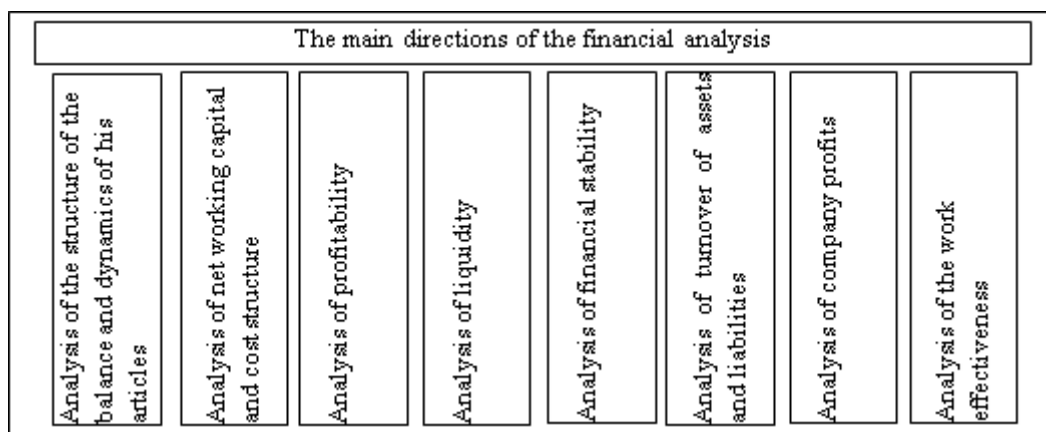 The main directions of the financial analysis
Analysis of the structure of the
balance and dynamics of his
articles
Analysis of net working capital
and cost structure
Analysis of profitability
Analysis of liquidity
Analysis of financial stability
Analysis of turnover of assets
and liabilities
Analysis of company profits
Analysis of the work
effectiveness